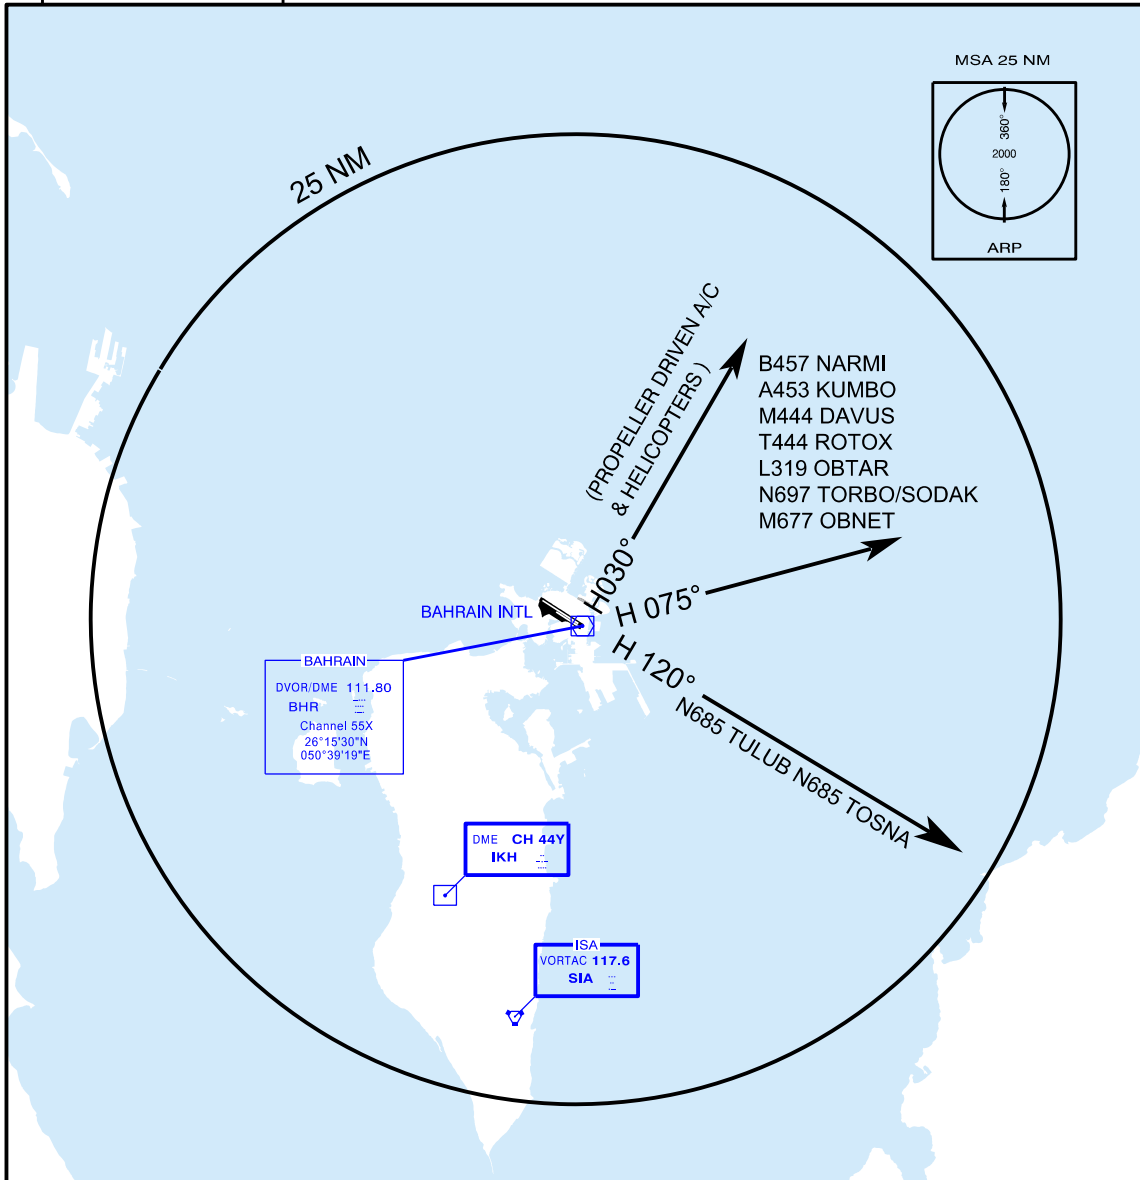 MSA 25 NM
360°
2000
180°
ARP
25 NM
(PROPELLER DRIVEN A/C
& HELICOPTERS )
H030°
B457 NARMI
A453 KUMBO
M444 DAVUS
T444 ROTOX
L319 OBTAR
N697 TORBO/SODAK
M677 OBNET
H 075°
H 120°
N685 TULUB N685 TOSNA
BAHRAIN INTL
BAHRAIN
DVOR/DME 111.80
BHR
Channel 55X
26°15'30"N
050°39'19"E
DME CH 44Y
IKH
ISA
VORTAC 117.6
SIA